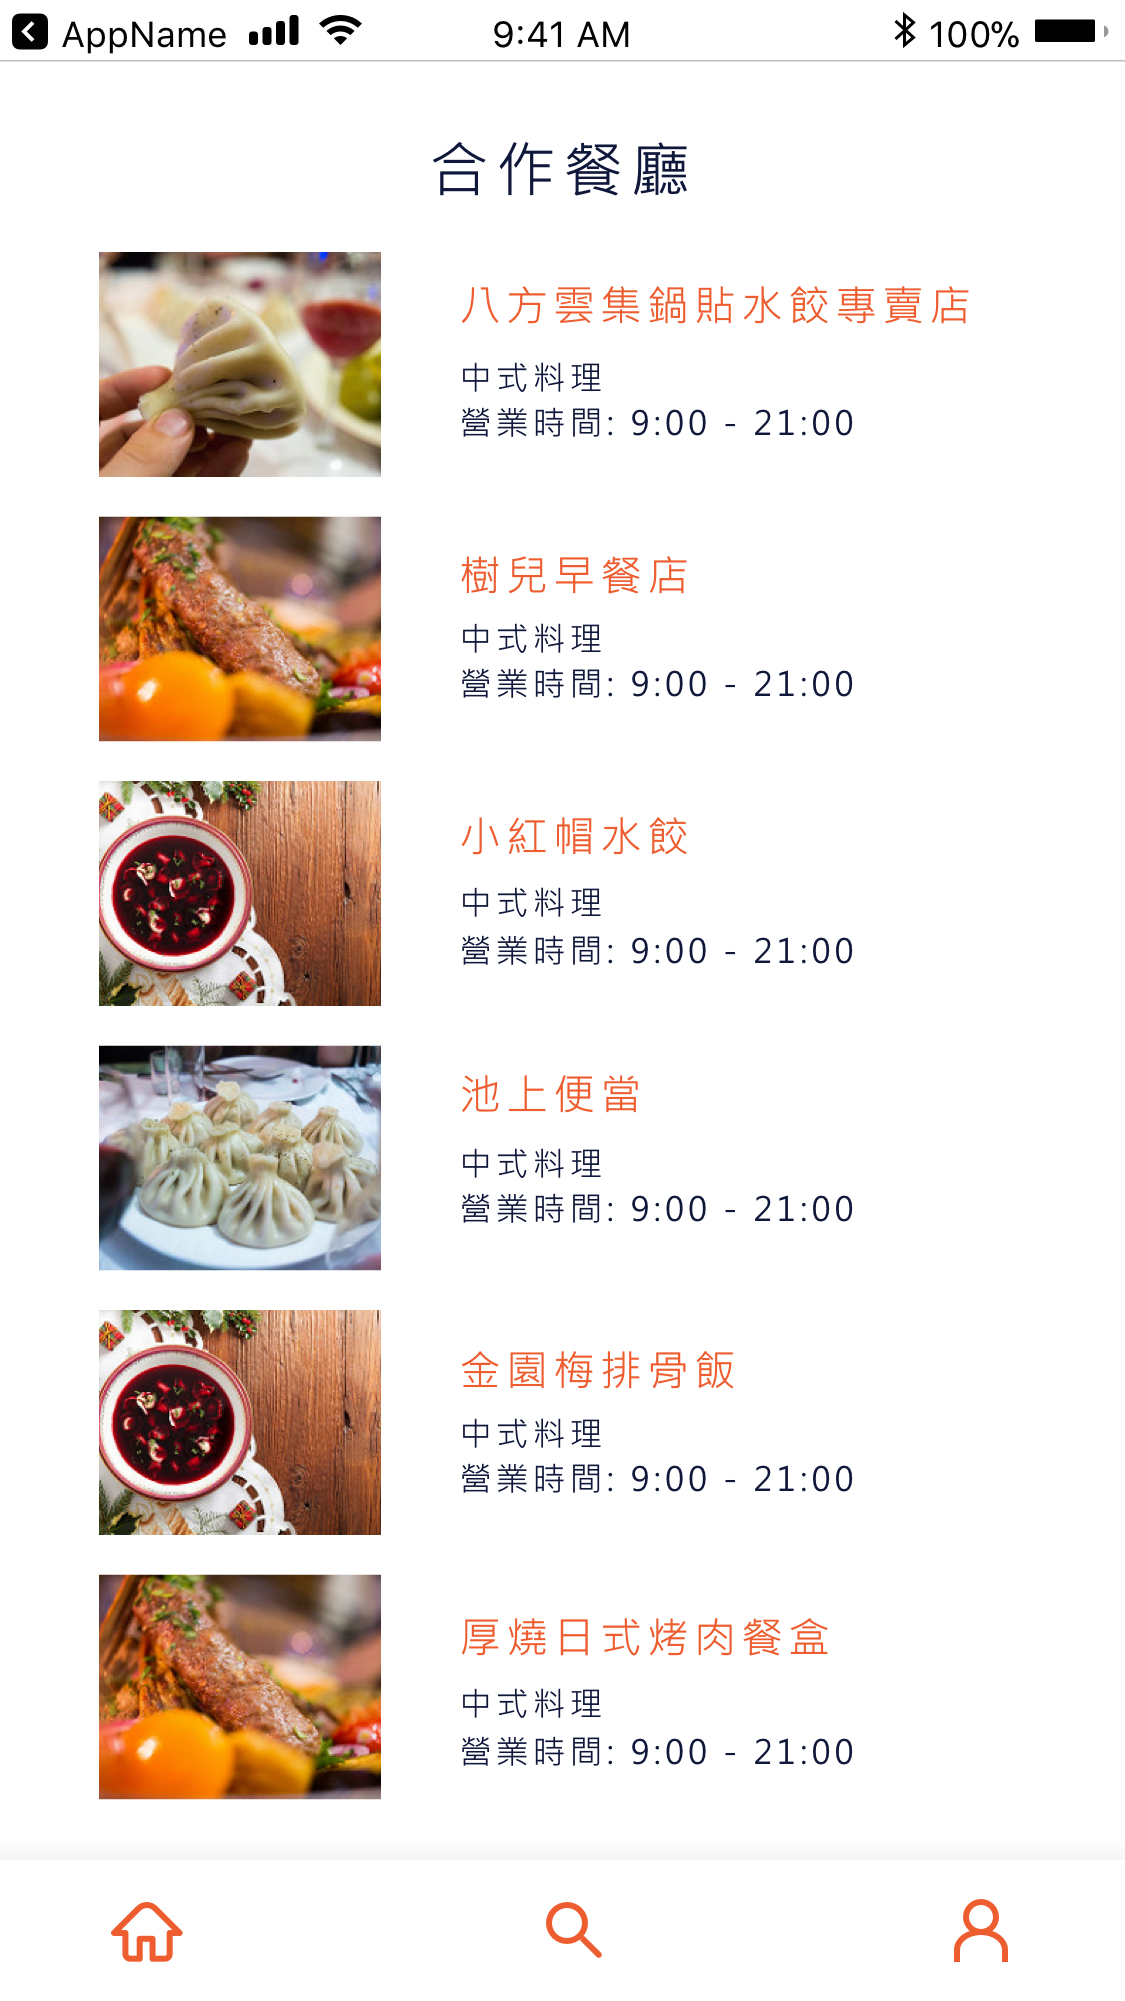 AppName 9:41 AM 100%
合作餐廳
八方雲集鍋貼水餃專賣店
中式料理
營業時間: 9:00 - 21:00
樹兒早餐店
中式料理
營業時間: 9:00 - 21:00
小紅帽水餃
中式料理
營業時間: 9:00 - 21:00
池上便當
中式料理
營業時間: 9:00 - 21:00
金園梅排骨飯
中式料理
營業時間: 9:00 - 21:00
厚燒日式烤肉餐盒
中式料理
營業時間: 9:00 - 21:00